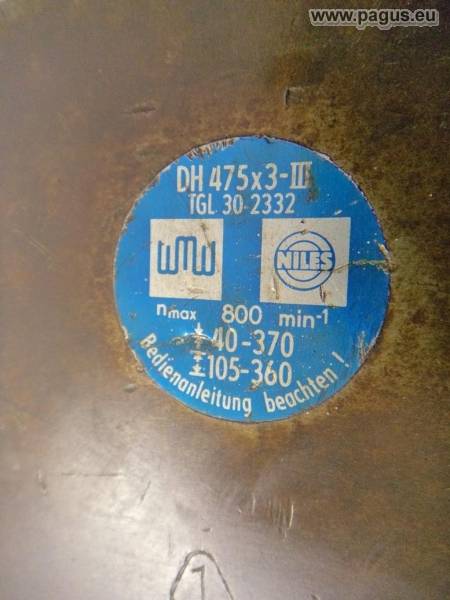 www.pagus.eu
DH 475x3-III
TGL 30-2332
WMW NILES
nmax 800 min-1
40-370
105-360
Bedienanleitung beachten!
1